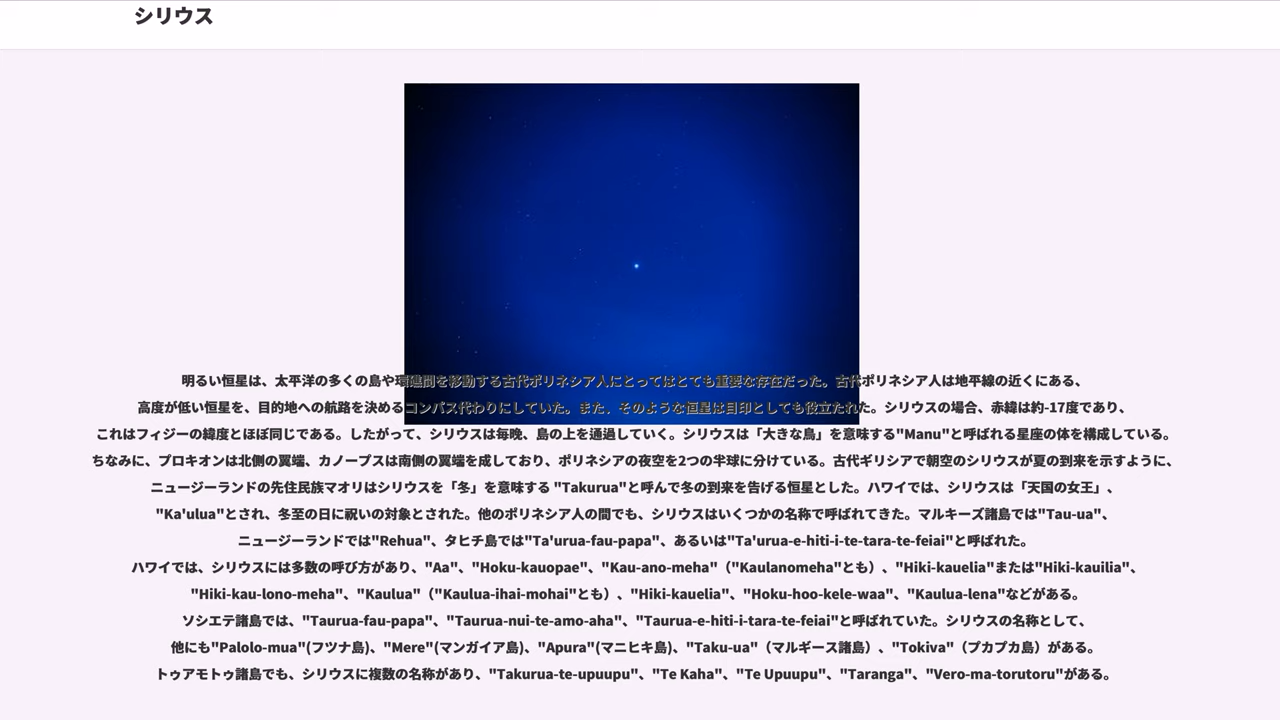 シリウス
明るい恒星は、太平洋の多くの島や環礁間を移動する古代ポリネシア人にとってはとても重要な存在だった。古代ポリネシア人は地平線の近くにある、
高度が低い恒星を、目的地への航路を決めるコンパス代わりにしていた。また、そのような恒星は目印としても役立たれた。シリウスの場合、赤緯は約-17度であり、
これはフィジーの緯度とほぼ同じである。したがって、シリウスは毎晩、島の上を通過していく。シリウスは「大きな鳥」を意味する"Manu"と呼ばれる星座の体を構成している。
ちなみに、プロキオンは北側の翼端、カノープスは南側の翼端を成しており、ポリネシアの夜空を2つの半球に分けている。古代ギリシアで朝空のシリウスが夏の到来を示すように、
ニュージーランドの先住民族マオリはシリウスを「冬」を意味する "Takurua"と呼んで冬の到来を告げる恒星とした。ハワイでは、シリウスは「天国の女王」、
"Ka'ulua"とされ、冬至の日に祝いの対象とされた。他のポリネシア人の間でも、シリウスはいくつかの名称で呼ばれてきた。マルキーズ諸島では"Tau-ua"、
ニュージーランドでは"Rehua"、タヒチ島では"Ta'urua-fau-papa"、あるいは"Ta'urua-e-hiti-i-te-tara-te-feiai"と呼ばれた。
ハワイでは、シリウスには多数の呼び方があり、"Aa"、"Hoku-kauopae"、"Kau-ano-meha"（"Kaulanomeha"とも）、"Hiki-kauelia"または"Hiki-kauilia"、
"Hiki-kau-lono-meha"、"Kaulua"（"Kaulua-ihai-mohai"とも）、"Hiki-kauelia"、"Hoku-hoo-kele-waa"、"Kaulua-lena"などがある。
ソシエテ諸島では、"Taurua-fau-papa"、"Taurua-nui-te-amo-aha"、"Taurua-e-hiti-i-tara-te-feiai"と呼ばれていた。シリウスの名称として、
他にも"Palolo-mua"(フツナ島)、"Mere"(マンガイア島)、"Apura"(マニヒキ島)、"Taku-ua"（マルギース諸島）、"Tokiva"（プカプカ島）がある。
トゥアモトゥ諸島でも、シリウスに複数の名称があり、"Takurua-te-upuupu"、"Te Kaha"、"Te Upuupu"、"Taranga"、"Vero-ma-torutoru"がある。